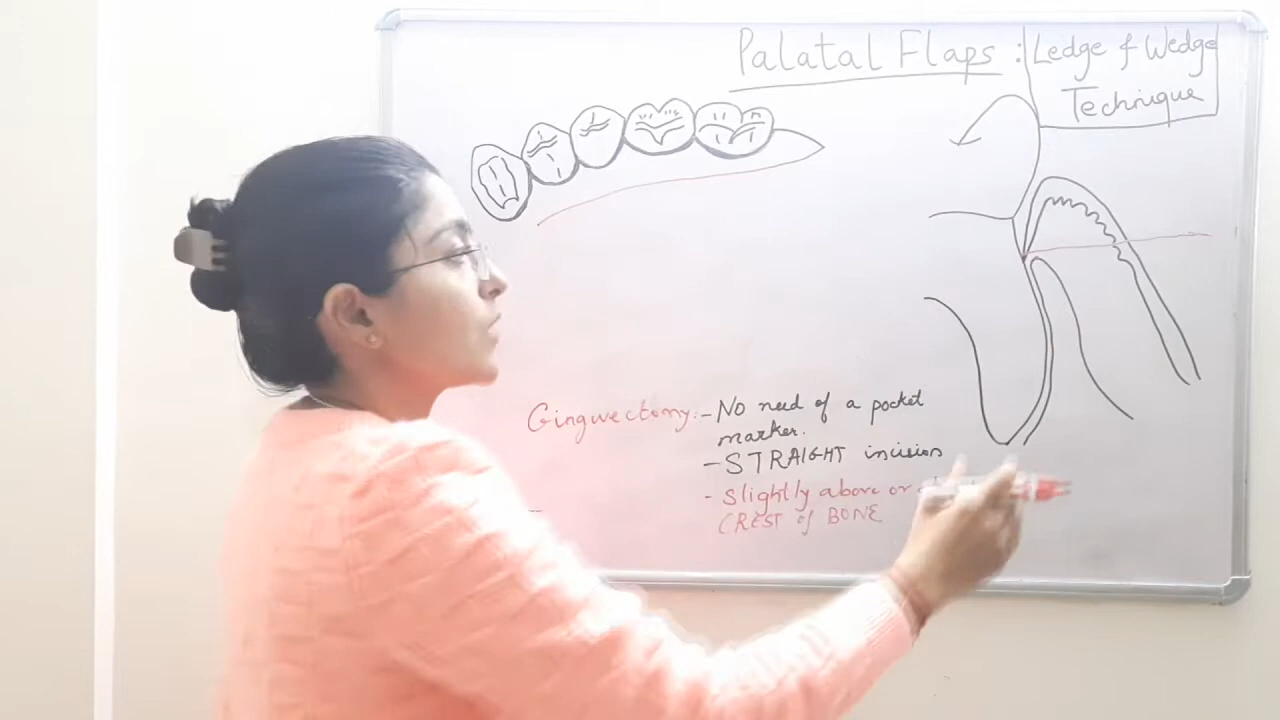 Palatal Flaps : Ledge & Wedge
Technique
Gingivectomy:- No need of a pocket
marker.
- STRAIGHT incision
- Slightly above or
CREST of BONE